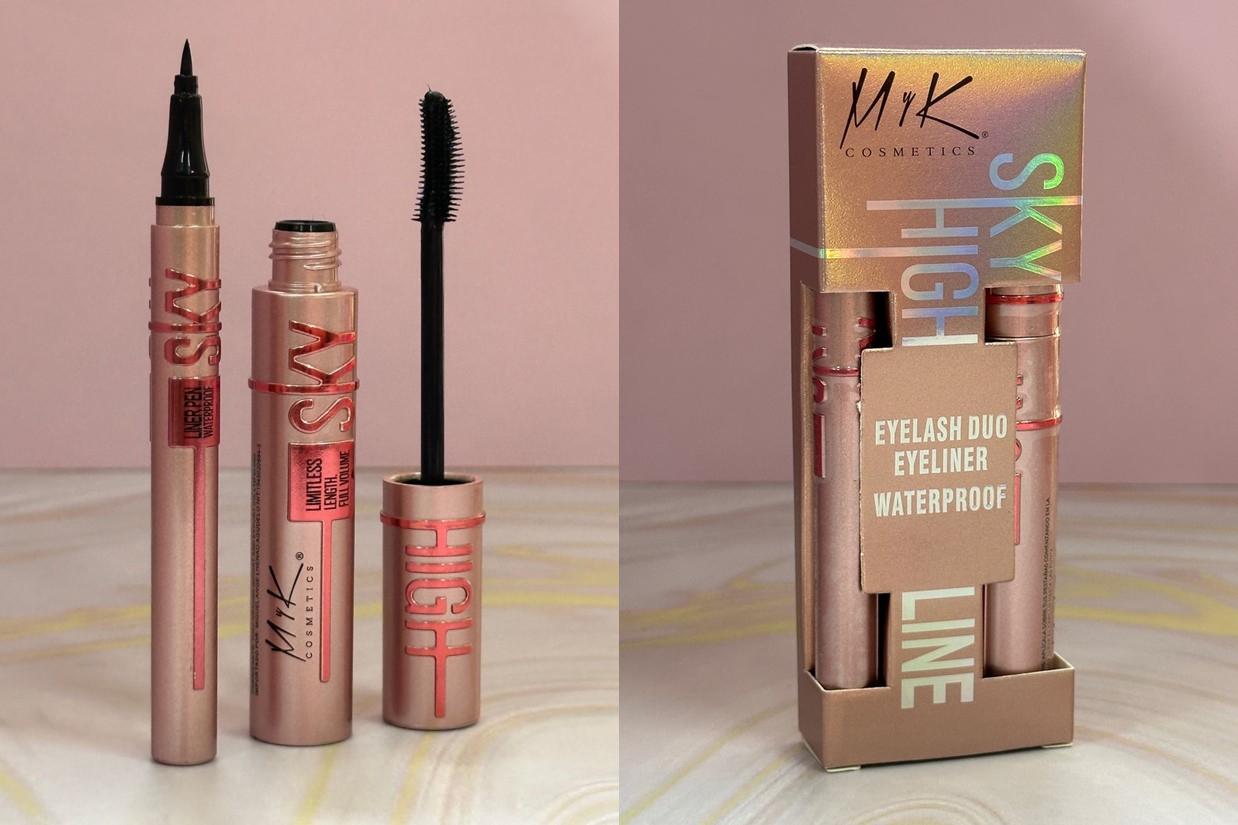 SKY
LINER PEN
WATERPROOF
SKY
LIMITLESS
LENGTH.
FULL VOLUME
MyK®
COSMETICS
HIGH
MyK®
COSMETICS
SKY
HIGH
EYELASH DUO
EYELINER
WATERPROOF
LINE